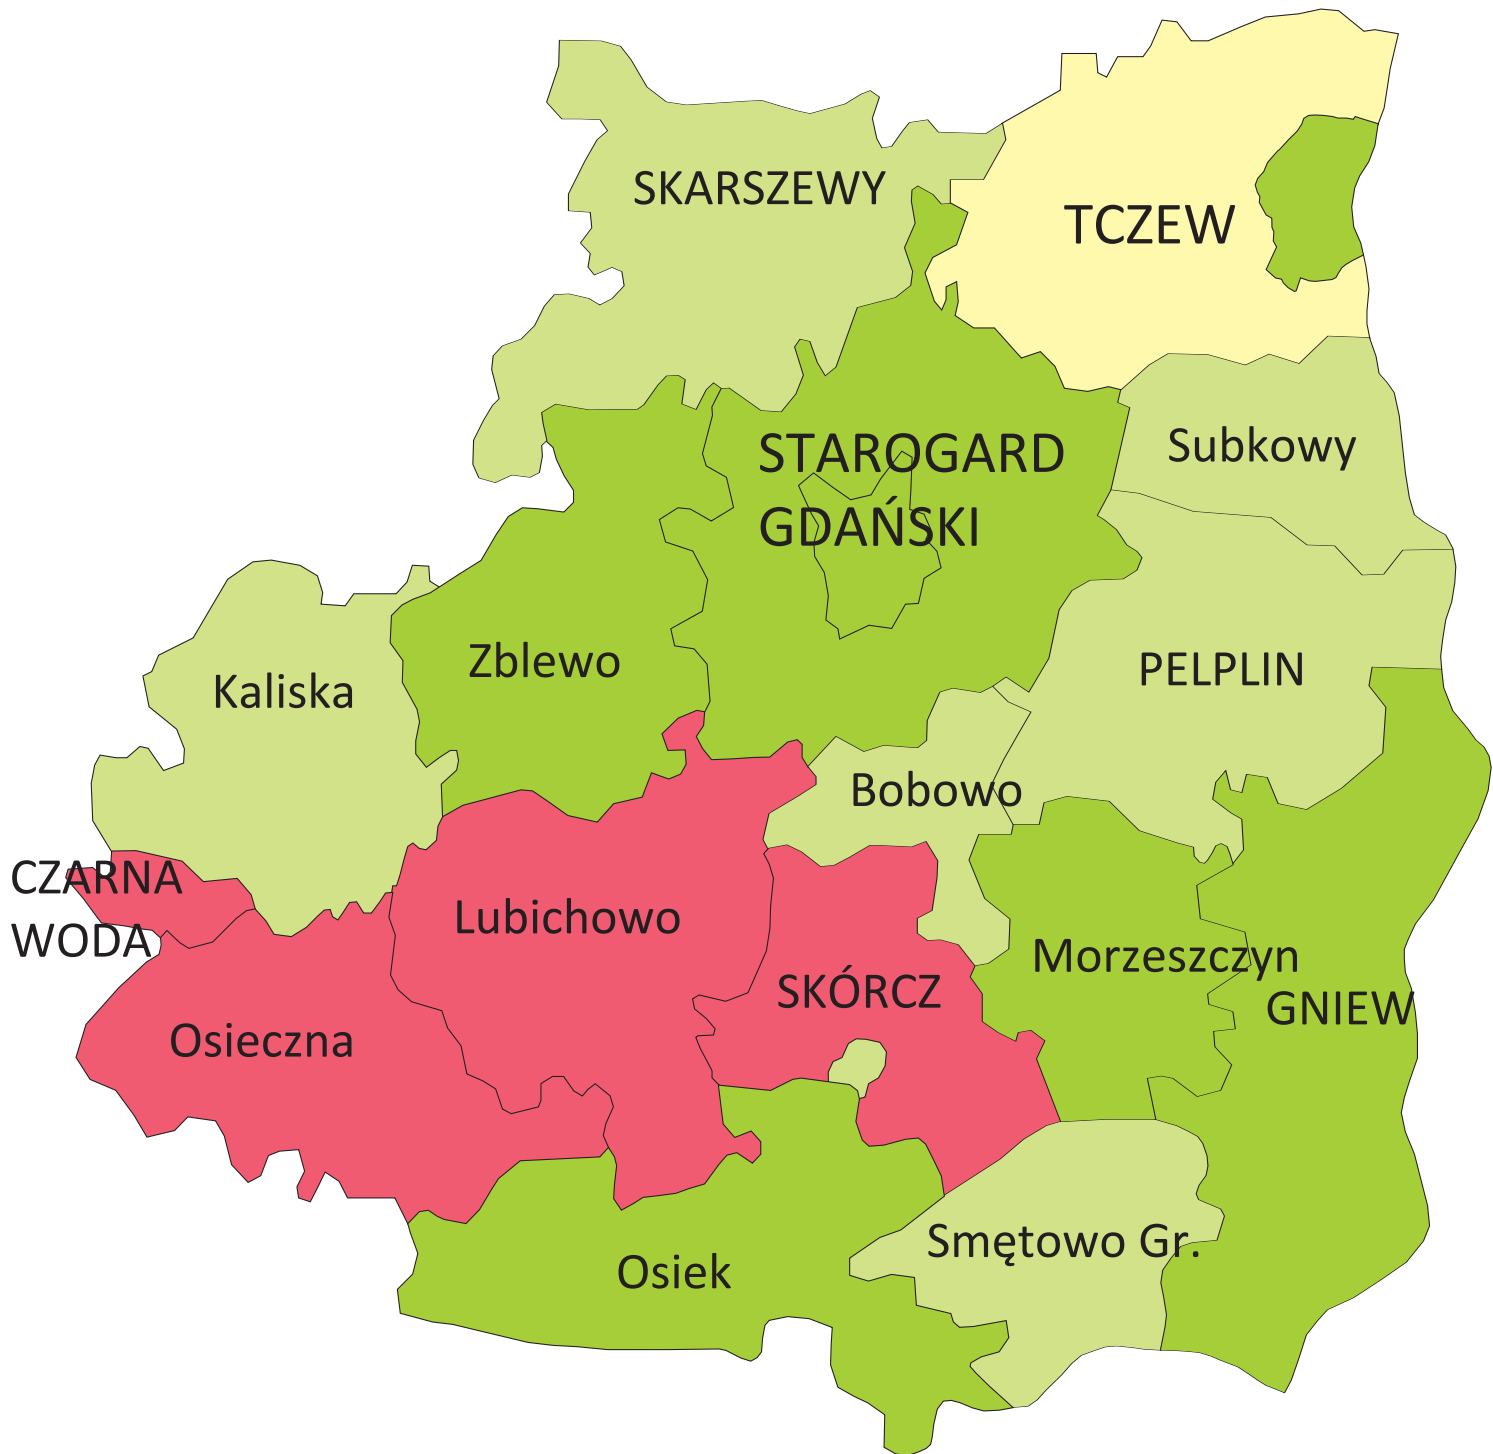 SKARSZEWY
TCZEW
STAROGARD
GDAŃSKI
Subkowy
Zblewo
PELPLIN
Kaliska
Bobowo
CZARNA
WODA
Lubichowo
Morzeszczyn
SKÓRCZ
GNIEW
Osieczna
Smętowo Gr.
Osiek